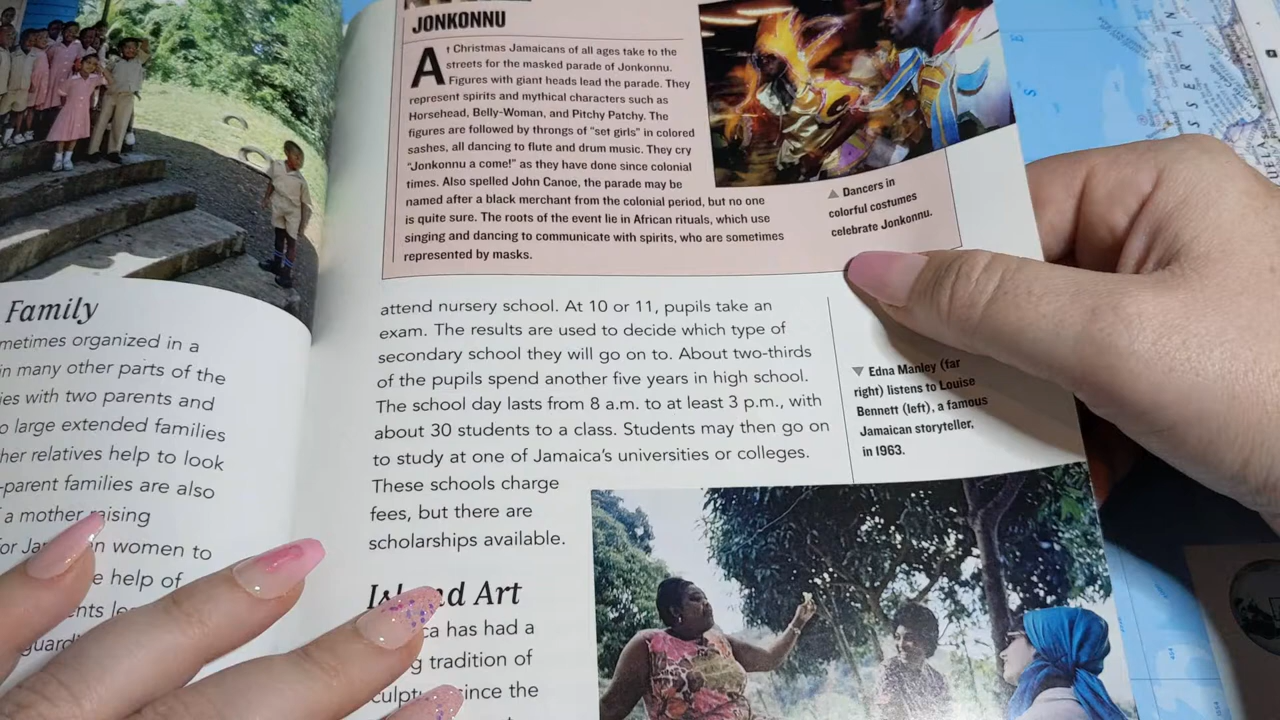 Family
metimes organized in a
in many other parts of the
ies with two parents and
o large extended families
her relatives help to look
-parent families are also
a mother raising
for Ja n women to
e help of
nts le
guardi
JONKONNU
At Christmas Jamaicans of all ages take to the
streets for the masked parade of Jonkonnu.
Figures with giant heads lead the parade. They
represent spirits and mythical characters such as
Horsehead, Belly-Woman, and Pitchy Patchy. The
figures are followed by throngs of "set girls" in colored
sashes, all dancing to flute and drum music. They cry
"Jonkonnu a come!" as they have done since colonial
times. Also spelled John Canoe, the parade may be
named after a black merchant from the colonial period, but no one
is quite sure. The roots of the event lie in African rituals, which use
singing and dancing to communicate with spirits, who are sometimes
represented by masks.
▲ Dancers in
colorful costumes
celebrate Jonkonnu.
attend nursery school. At 10 or 11, pupils take an
exam. The results are used to decide which type of
secondary school they will go on to. About two-thirds
of the pupils spend another five years in high school.
The school day lasts from 8 a.m. to at least 3 p.m., with
about 30 students to a class. Students may then go on
to study at one of Jamaica's universities or colleges.
These schools charge
fees, but there are
scholarships available.
▼ Edna Manley (far
right) listens to Louise
Bennett (left), a famous
Jamaican storyteller,
in 1963.
Island Art
ca has had a
g tradition of
sculpt since the